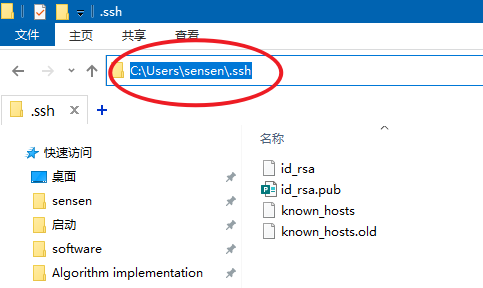 .ssh
文件 主页 共享 查看
C:\Users\sensen\.ssh
.ssh
快速访问
桌面
sensen
启动
software
Algorithm implementation
名称
id_rsa
id_rsa.pub
known_hosts
known_hosts.old